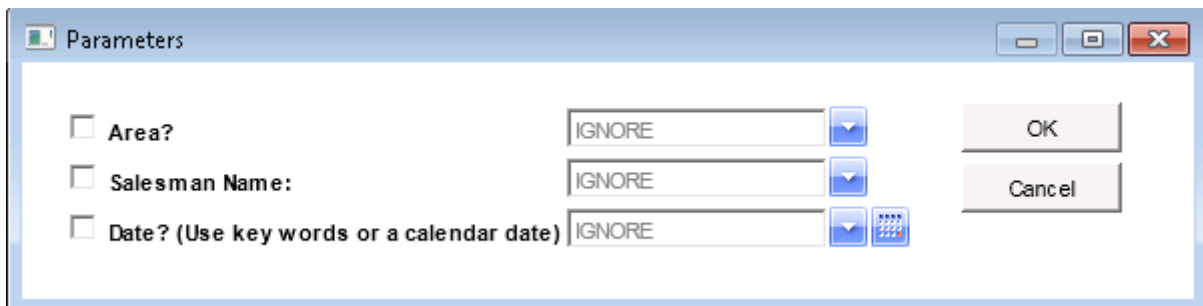 Parameters
Area? IGNORE OK
Salesman Name: IGNORE Cancel
Date? (Use key words or a calendar date) IGNORE